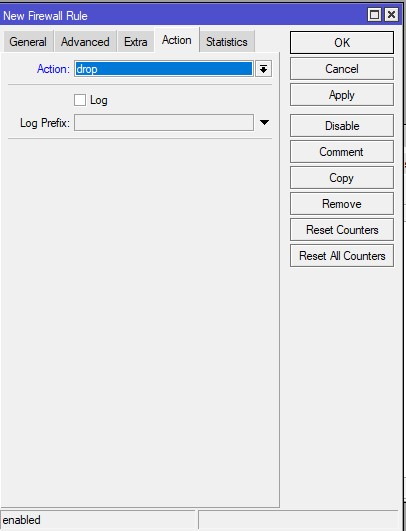 New Firewall Rule
General Advanced Extra Action Statistics
Action: drop
Log
Log Prefix:
OK
Cancel
Apply
Disable
Comment
Copy
Remove
Reset Counters
Reset All Counters
enabled